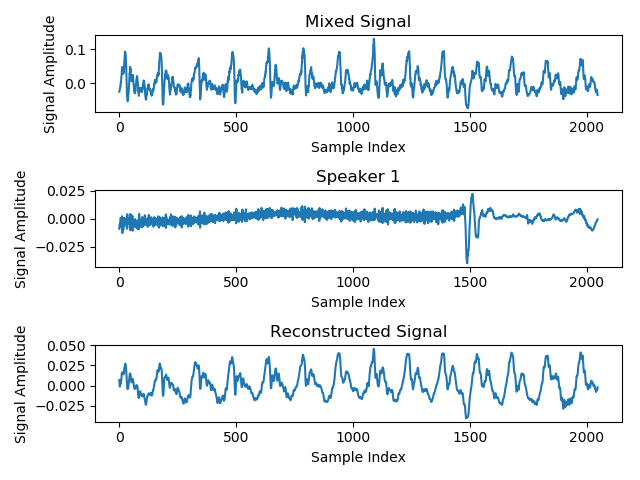 Mixed Signal
Signal Amplitude
0.1
0.0
0
500
1000
1500
2000
Sample Index
Speaker 1
Signal Amplitude
0.025
0.000
−0.025
0
500
1000
1500
2000
Sample Index
Reconstructed Signal
Signal Amplitude
0.050
0.025
0.000
−0.025
0
500
1000
1500
2000
Sample Index